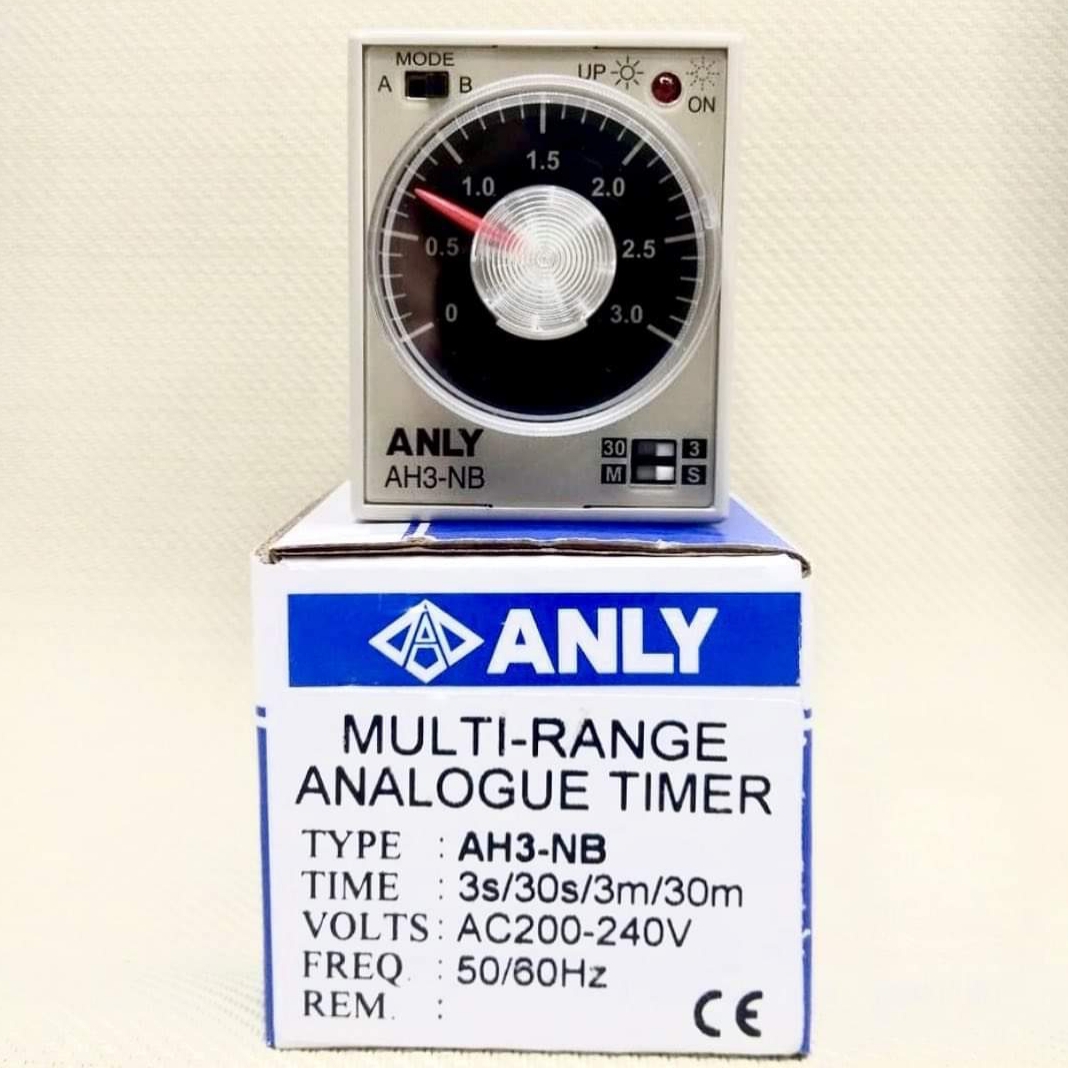 MODE
A B
UP
ON
1.5
1.0 2.0
0.5 2.5
0 3.0
ANLY
AH3-NB
30 3
M S
ANLY
MULTI-RANGE
ANALOGUE TIMER
TYPE : AH3-NB
TIME : 3s/30s/3m/30m
VOLTS : AC200-240V
FREQ. : 50/60Hz
REM. :
CE